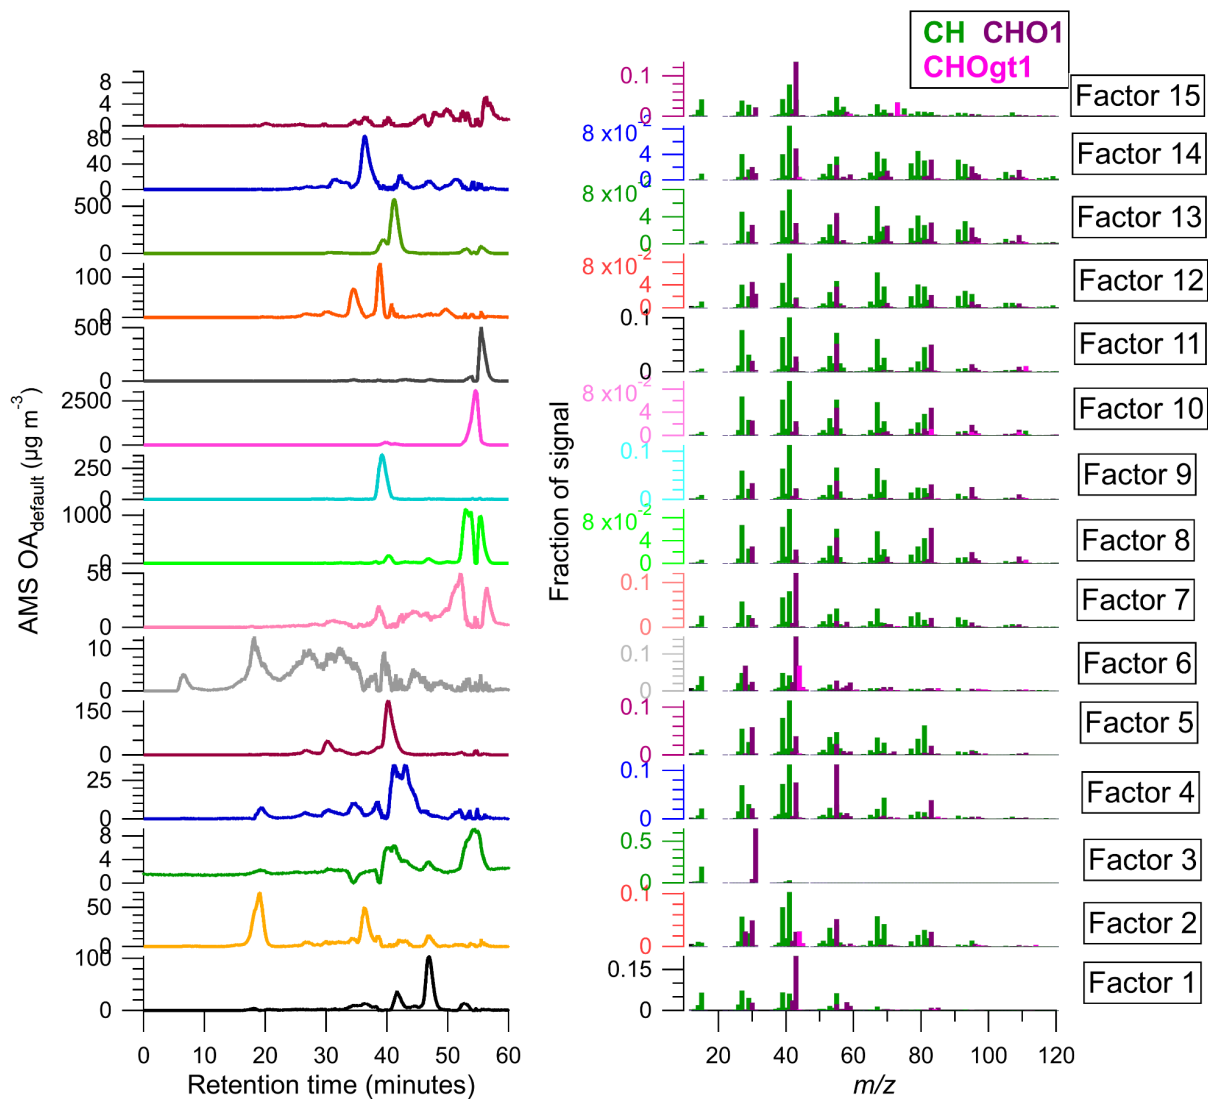 CH CHO1
CHOgt1
8
4
0
0.1
0
Factor 15
80
40
0
8 x10-2
4
0
Factor 14
500
0
8 x10-2
4
0
Factor 13
100
0
8 x10-2
4
0
Factor 12
500
0
0.1
0
Factor 11
2500
0
8 x10-2
4
0
Factor 10
250
0
0.1
0
Factor 9
1000
0
8 x10-2
4
0
Factor 8
50
0
0.1
0
Factor 7
10
0
0.1
0
Factor 6
150
0
0.1
0
Factor 5
25
0
0.1
0
Factor 4
8
4
0
0.5
0
Factor 3
50
0
0.1
0
Factor 2
100
0
0.15
0
Factor 1
AMS OAdefault (µg m-3)
Fraction of signal
0 10 20 30 40 50 60
20 40 60 80 100 120
Retention time (minutes)
m/z